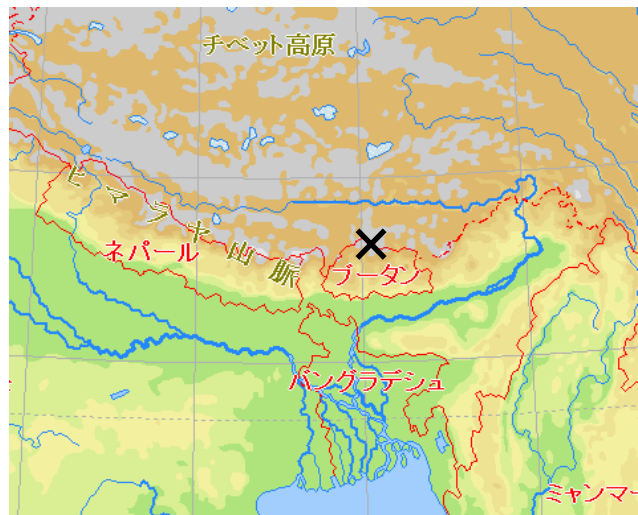 チベット高原
ヒマラヤ山脈
ネパール
ブータン
バングラデシュ
ミャンマー